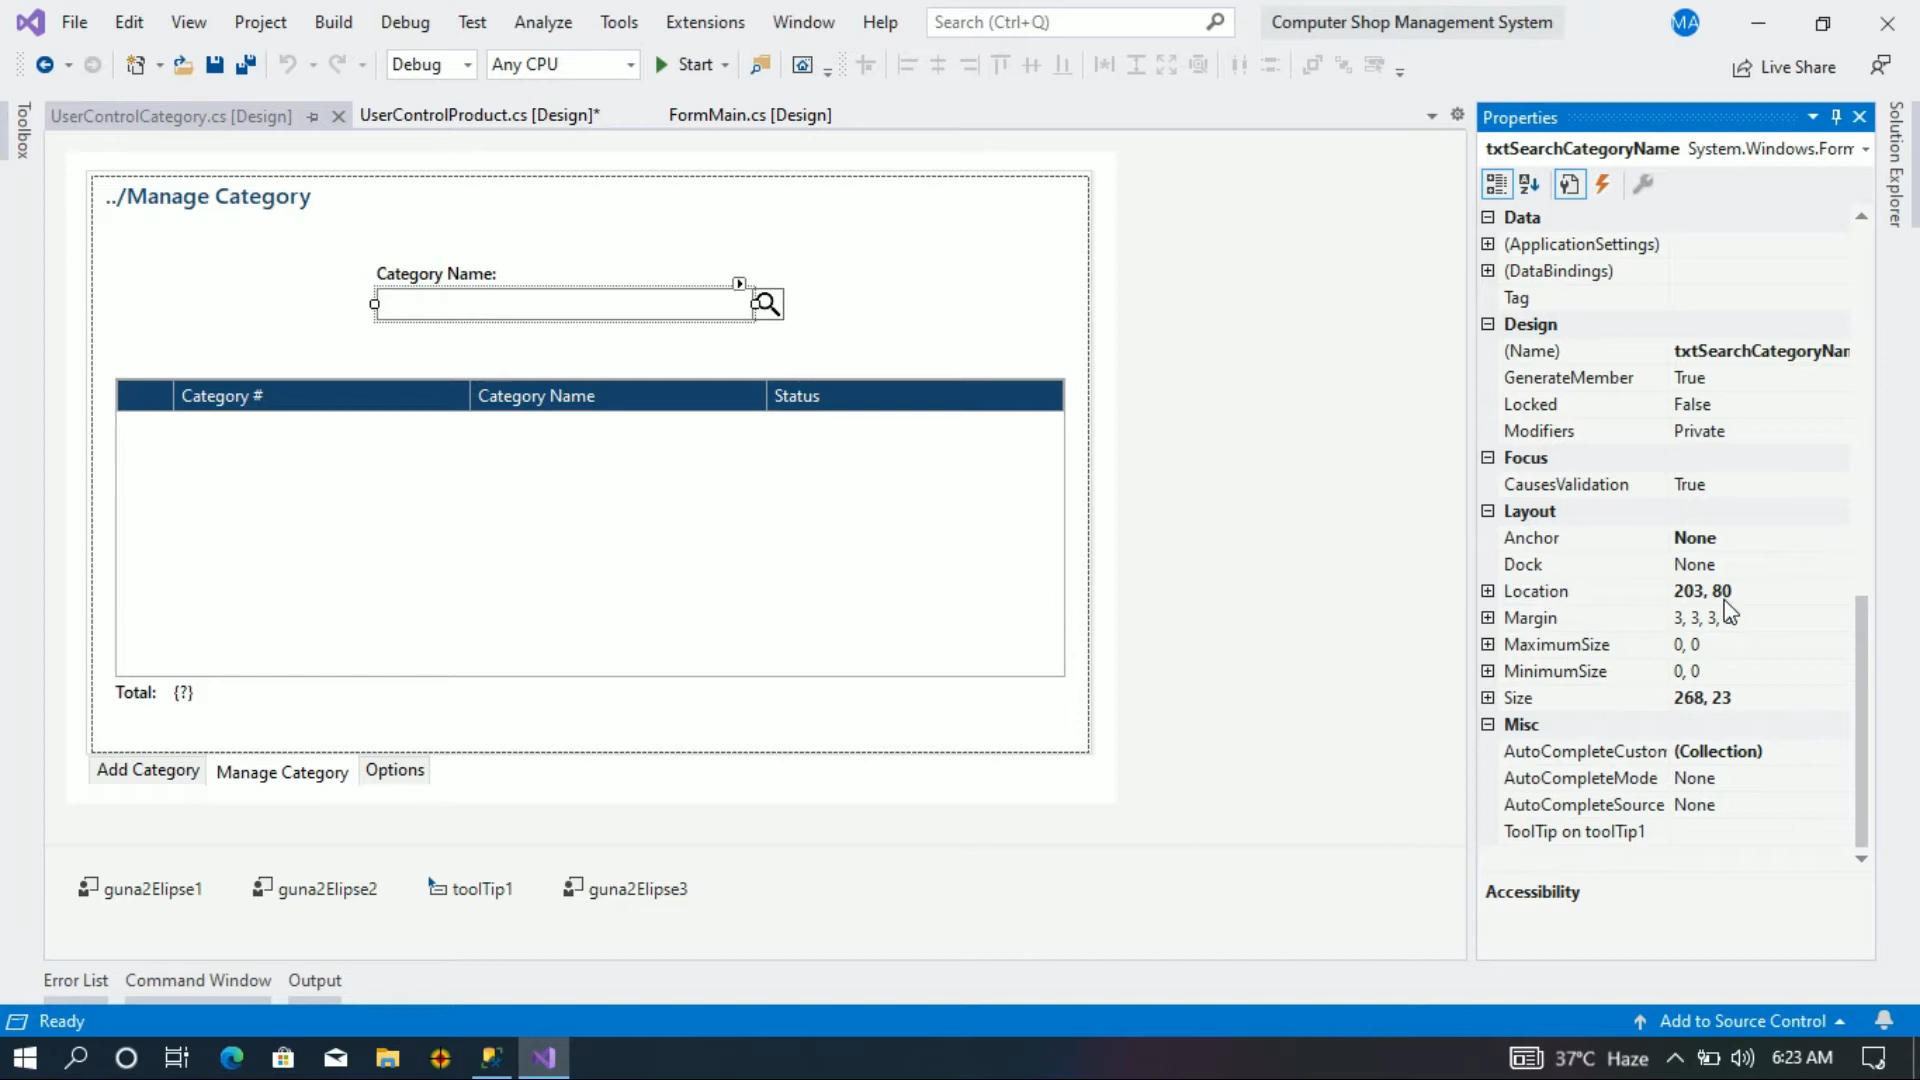 File Edit View Project Build Debug Test Analyze Tools Extensions Window Help Search (Ctrl+Q) Computer Shop Management System MA
Debug Any CPU Start Live Share
Toolbox
UserControlCategory.cs [Design] UserControlProduct.cs [Design]* FormMain.cs [Design]
../Manage Category
Category Name:
Category # Category Name Status
Total: {?}
Add Category Manage Category Options
guna2Elipse1 guna2Elipse2 toolTip1 guna2Elipse3
Properties
txtSearchCategoryName System.Windows.Form
Data
(ApplicationSettings)
(DataBindings)
Tag
Design
(Name) txtSearchCategoryNam
GenerateMember True
Locked False
Modifiers Private
Focus
CausesValidation True
Layout
Anchor None
Dock None
Location 203, 80
Margin 3, 3, 3,
MaximumSize 0, 0
MinimumSize 0, 0
Size 268, 23
Misc
AutoCompleteCustom (Collection)
AutoCompleteMode None
AutoCompleteSource None
ToolTip on toolTip1
Accessibility
Solution Explorer
Error List Command Window Output
Ready Add to Source Control
37°C Haze 6:23 AM